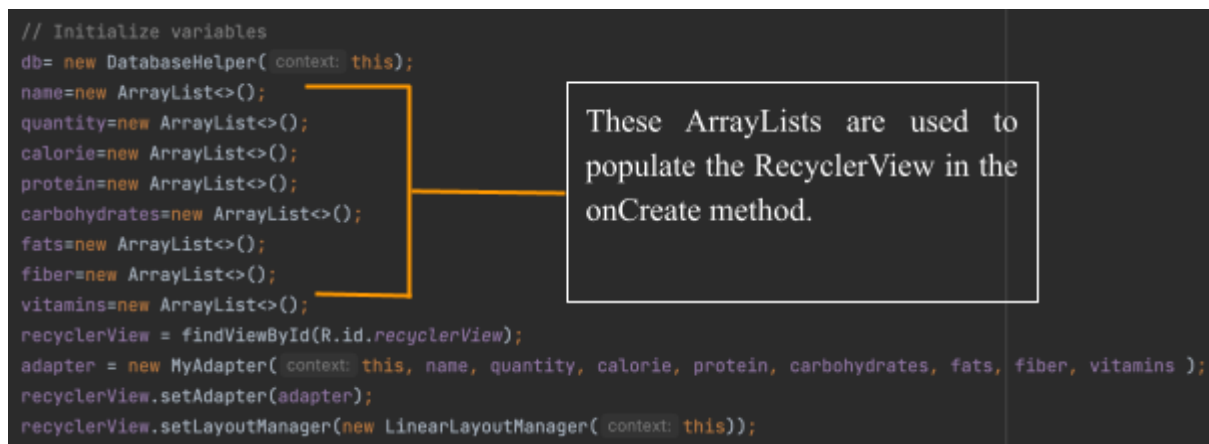 // Initialize variables
db= new DatabaseHelper( context: this);
name=new ArrayList<>();
quantity=new ArrayList<>();
calorie=new ArrayList<>();
protein=new ArrayList<>();
carbohydrates=new ArrayList<>();
fats=new ArrayList<>();
fiber=new ArrayList<>();
vitamins=new ArrayList<>();
recyclerView = findViewById(R.id.recyclerView);
adapter = new MyAdapter( context: this, name, quantity, calorie, protein, carbohydrates, fats, fiber, vitamins );
recyclerView.setAdapter(adapter);
recyclerView.setLayoutManager(new LinearLayoutManager( context: this));
These ArrayLists are used to
populate the RecyclerView in the
onCreate method.